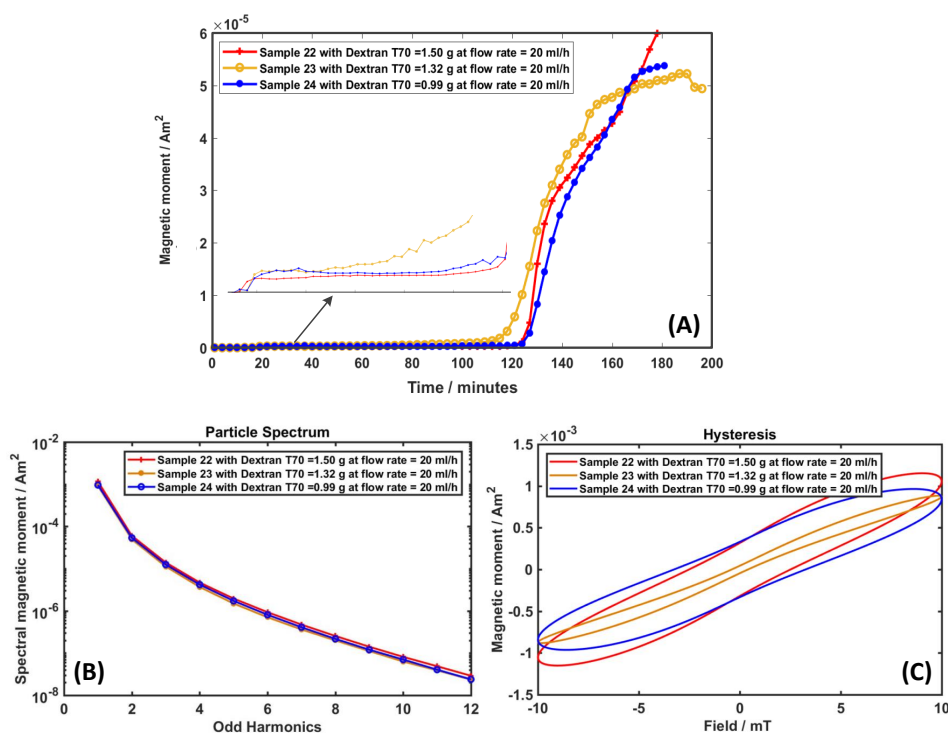 ×10-5
6
5
4
3
2
1
0
Magnetic moment / Am2
Sample 22 with Dextran T70 =1.50 g at flow rate = 20 ml/h
Sample 23 with Dextran T70 =1.32 g at flow rate = 20 ml/h
Sample 24 with Dextran T70 =0.99 g at flow rate = 20 ml/h
(A)
0 20 40 60 80 100 120 140 160 180 200
Time / minutes
Particle Spectrum
10-2
10-4
10-6
10-8
Spectral magnetic moment / Am2
Sample 22 with Dextran T70 =1.50 g at flow rate = 20 ml/h
Sample 23 with Dextran T70 =1.32 g at flow rate = 20 ml/h
Sample 24 with Dextran T70 =0.99 g at flow rate = 20 ml/h
(B)
0 2 4 6 8 10 12
Odd Harmonics
Hysteresis
×10-3
1.5
1
0.5
0
-0.5
-1
-1.5
Magnetic moment / Am2
Sample 22 with Dextran T70 =1.50 g at flow rate = 20 ml/h
Sample 23 with Dextran T70 =1.32 g at flow rate = 20 ml/h
Sample 24 with Dextran T70 =0.99 g at flow rate = 20 ml/h
(C)
-10 -5 0 5 10
Field / mT